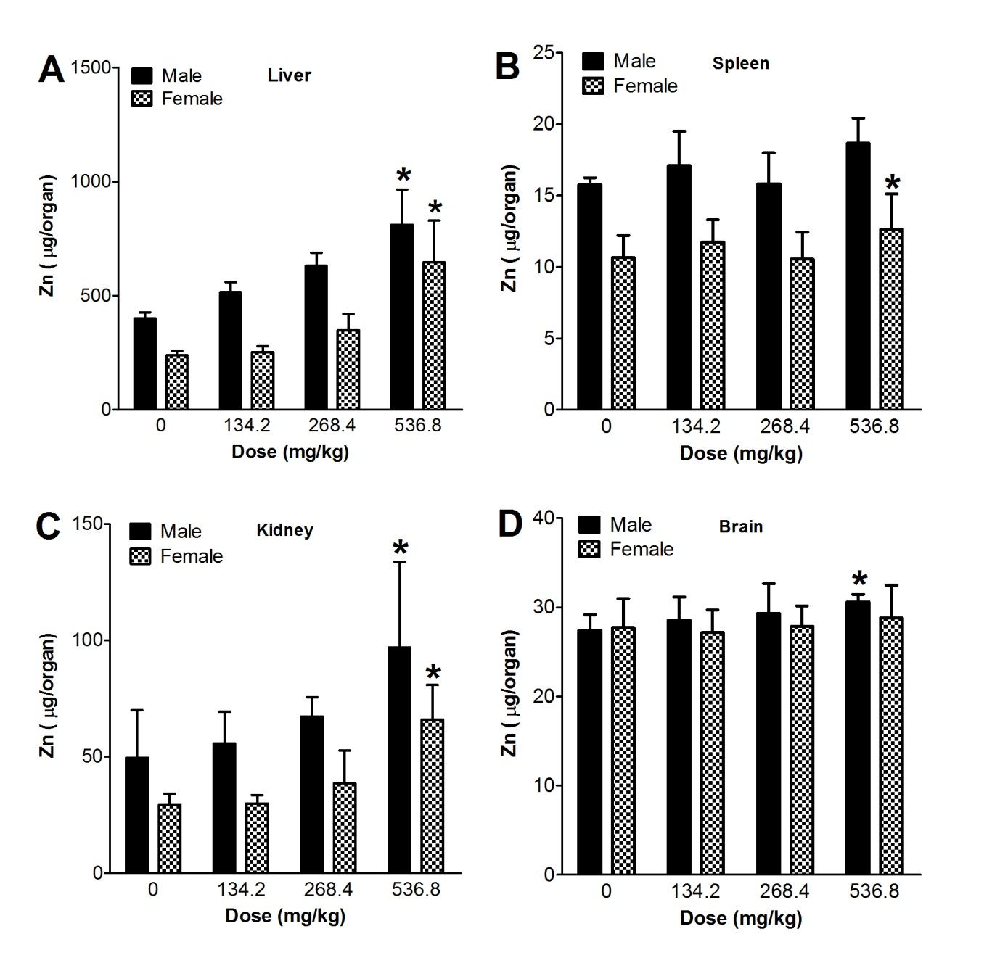 A
Liver
Male
Female
Zn ( µg/organ)
1500
1000
500
0
* *
0 134.2 268.4 536.8
Dose (mg/kg)
B
Spleen
Male
Female
Zn ( µg/organ)
25
20
15
10
5
0
*
0 134.2 268.4 536.8
Dose (mg/kg)
C
Kidney
Male
Female
Zn ( µg/organ)
150
100
50
0
* *
0 134.2 268.4 536.8
Dose (mg/kg)
D
Brain
Male
Female
Zn ( µg/organ)
40
30
20
10
0
*
0 134.2 268.4 536.8
Dose (mg/kg)